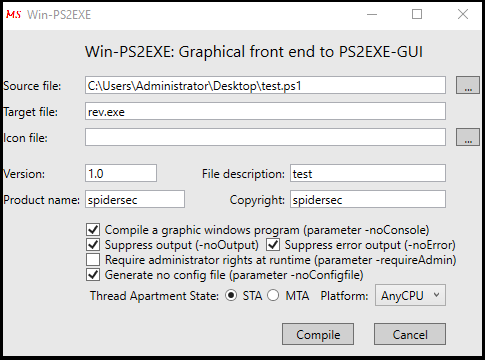 MS Win-PS2EXE
Win-PS2EXE: Graphical front end to PS2EXE-GUI
Source file: C:\Users\Administrator\Desktop\test.ps1 ...
Target file: rev.exe
Icon file: ...
Version: 1.0 File description: test
Product name: spidersec Copyright: spidersec
Compile a graphic windows program (parameter -noConsole)
Suppress output (-noOutput) Suppress error output (-noError)
Require administrator rights at runtime (parameter -requireAdmin)
Generate no config file (parameter -noConfigfile)
Thread Apartment State: STA MTA Platform: AnyCPU
Compile Cancel